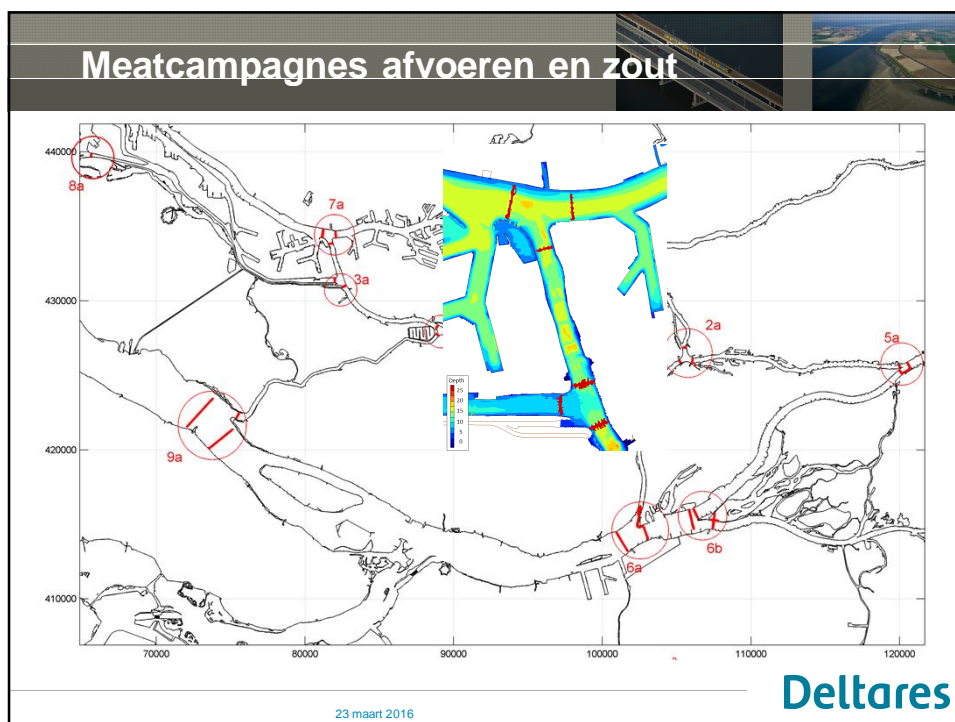 Meatcampagnes afvoeren en zout
440000
8a
7a
430000
3a
2a
5a
Depth
25
20
15
10
5
0
420000
9a
6a
6b
410000
70000 80000 90000 100000 110000 120000
Deltares
23 maart 2016